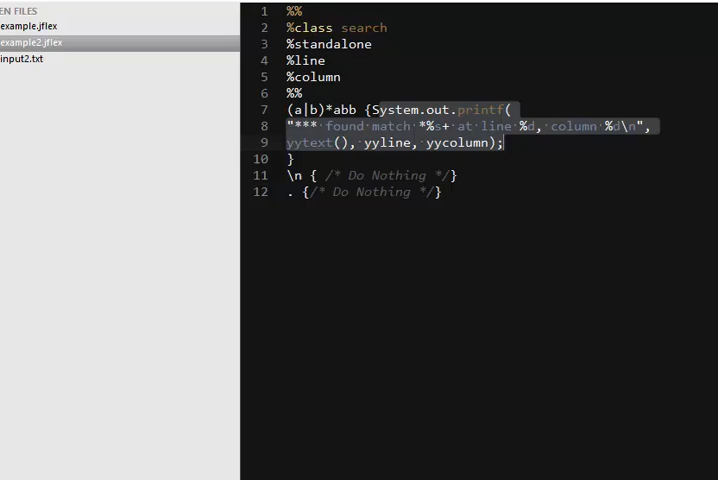 EN FILES
example.jflex
example2.jflex
input2.txt
1 %%
2 %class search
3 %standalone
4 %line
5 %column
6 %%
7 (a|b)*abb {System.out.printf(
8 "*** found match *%s+ at line %d, column %d\n",
9 yytext(), yyline, yycolumn);
10 }
11 \n { /* Do Nothing */}
12 . {/* Do Nothing */}